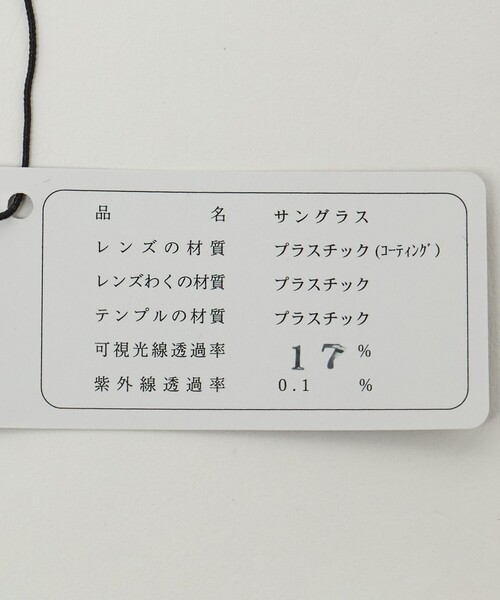 品名 サングラス
レンズの材質 プラスチック(ｺｰﾃｨﾝｸﾞ)
レンズわくの材質 プラスチック
テンプルの材質 プラスチック
可視光線透過率 17%
紫外線透過率 0.1 %